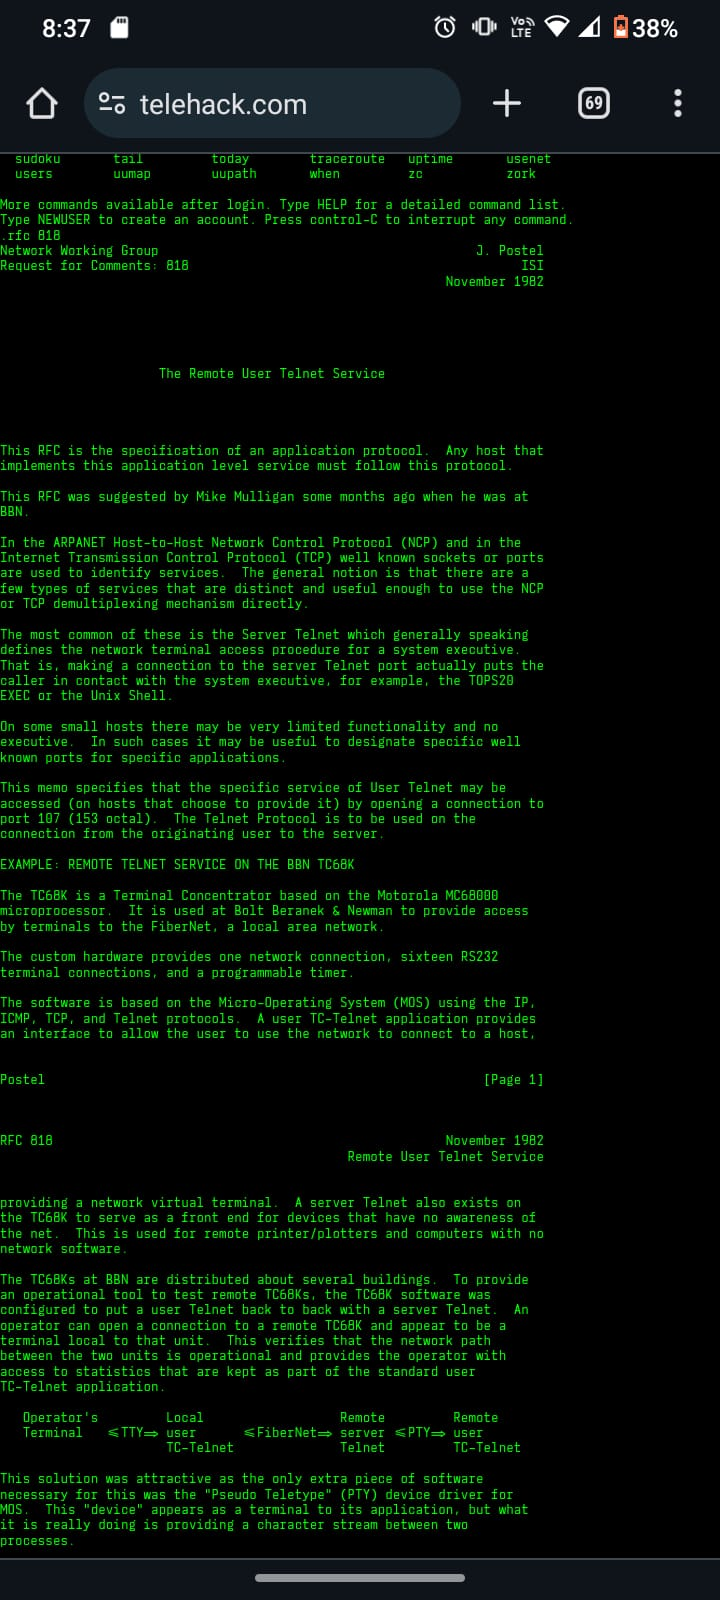 8:37 Vo) LTE 38%
telehack.com 69
sudoku tail today traceroute uptime usenet
users uumap uupath when zc zork
More commands available after login. Type HELP for a detailed command list.
Type NEWUSER to create an account. Press control-C to interrupt any command.
.rfc 818
Network Working Group J. Postel
Request for Comments: 818 ISI
November 1982
The Remote User Telnet Service
This RFC is the specification of an application protocol. Any host that
implements this application level service must follow this protocol.
This RFC was suggested by Mike Mulligan some months ago when he was at
BBN.
In the ARPANET Host-to-Host Network Control Protocol (NCP) and in the
Internet Transmission Control Protocol (TCP) well known sockets or ports
are used to identify services. The general notion is that there are a
few types of services that are distinct and useful enough to use the NCP
or TCP demultiplexing mechanism directly.
The most common of these is the Server Telnet which generally speaking
defines the network terminal access procedure for a system executive.
That is, making a connection to the server Telnet port actually puts the
caller in contact with the system executive, for example, the TOPS20
EXEC or the Unix Shell.
On some small hosts there may be very limited functionality and no
executive. In such cases it may be useful to designate specific well
known ports for specific applications.
This memo specifies that the specific service of User Telnet may be
accessed (on hosts that choose to provide it) by opening a connection to
port 107 (153 octal). The Telnet Protocol is to be used on the
connection from the originating user to the server.
EXAMPLE: REMOTE TELNET SERVICE ON THE BBN TC68K
The TC68K is a Terminal Concentrator based on the Motorola MC68000
microprocessor. It is used at Bolt Beranek & Newman to provide access
by terminals to the FiberNet, a local area network.
The custom hardware provides one network connection, sixteen RS232
terminal connections, and a programmable timer.
The software is based on the Micro-Operating System (MOS) using the IP,
ICMP, TCP, and Telnet protocols. A user TC-Telnet application provides
an interface to allow the user to use the network to connect to a host,
Postel [Page 1]
RFC 818 November 1982
Remote User Telnet Service
providing a network virtual terminal. A server Telnet also exists on
the TC68K to serve as a front end for devices that have no awareness of
the net. This is used for remote printer/plotters and computers with no
network software.
The TC68Ks at BBN are distributed about several buildings. To provide
an operational tool to test remote TC68Ks, the TC68K software was
configured to put a user Telnet back to back with a server Telnet. An
operator can open a connection to a remote TC68K and appear to be a
terminal local to that unit. This verifies that the network path
between the two units is operational and provides the operator with
access to statistics that are kept as part of the standard user
TC-Telnet application.
Operator's Local Remote Remote
Terminal <=TTY=> user <=FiberNet=> server <=PTY=> user
TC-Telnet Telnet TC-Telnet
This solution was attractive as the only extra piece of software
necessary for this was the "Pseudo Teletype" (PTY) device driver for
MOS. This "device" appears as a terminal to its application, but what
it is really doing is providing a character stream between two
processes.